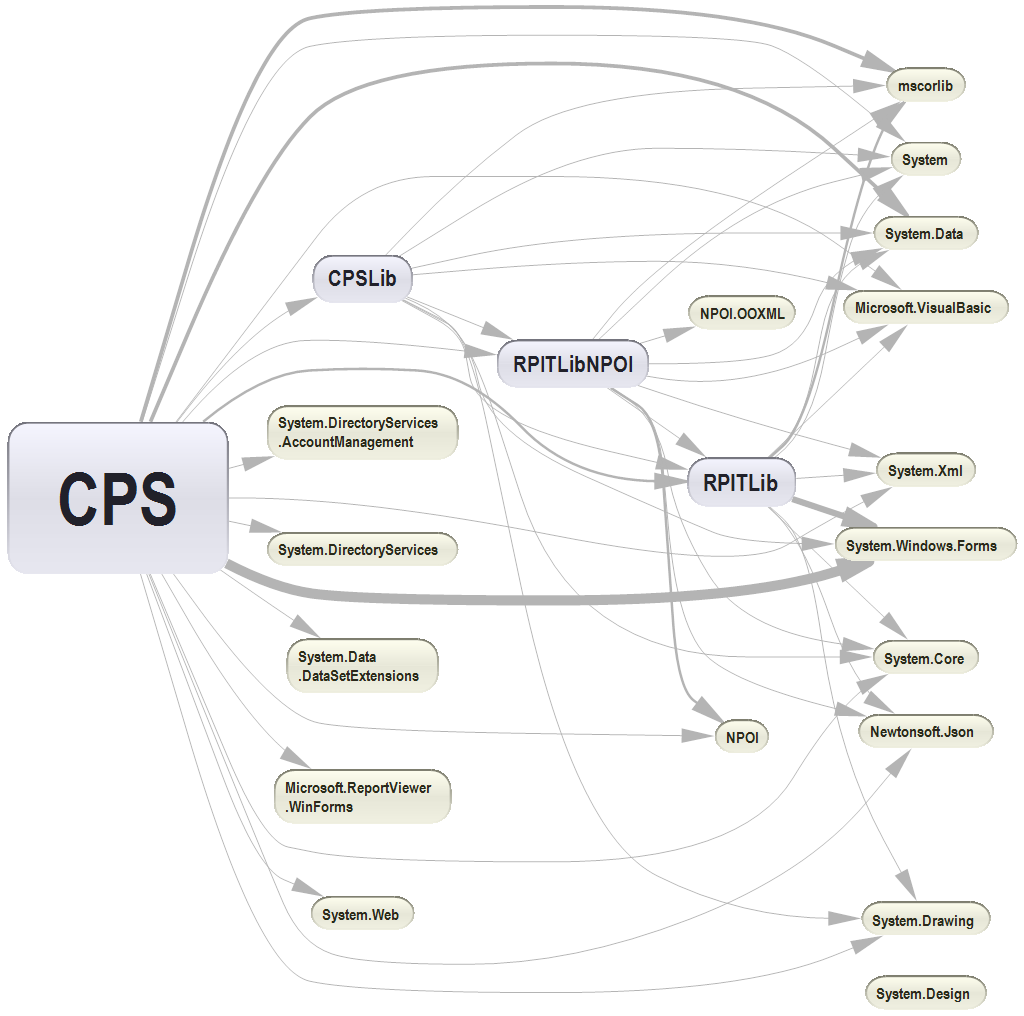 mscorlib
System
System.Data
CPSLib
Microsoft.VisualBasic
NPOI.OOXML
RPITLibNPOI
System.DirectoryServices
.AccountManagement
CPS
RPITLib
System.Xml
System.DirectoryServices
System.Windows.Forms
System.Data
.DataSetExtensions
System.Core
NPOI
Newtonsoft.Json
Microsoft.ReportViewer
.WinForms
System.Web
System.Drawing
System.Design